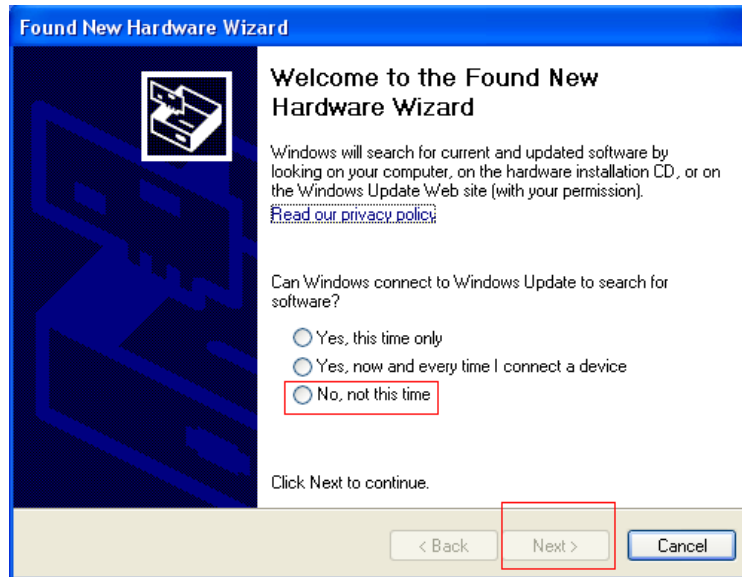 Found New Hardware Wizard
Welcome to the Found New
Hardware Wizard
Windows will search for current and updated software by
looking on your computer, on the hardware installation CD, or on
the Windows Update Web site (with your permission).
Read our privacy policy
Can Windows connect to Windows Update to search for
software?
Yes, this time only
Yes, now and every time I connect a device
No, not this time
Click Next to continue.
< Back Next > Cancel